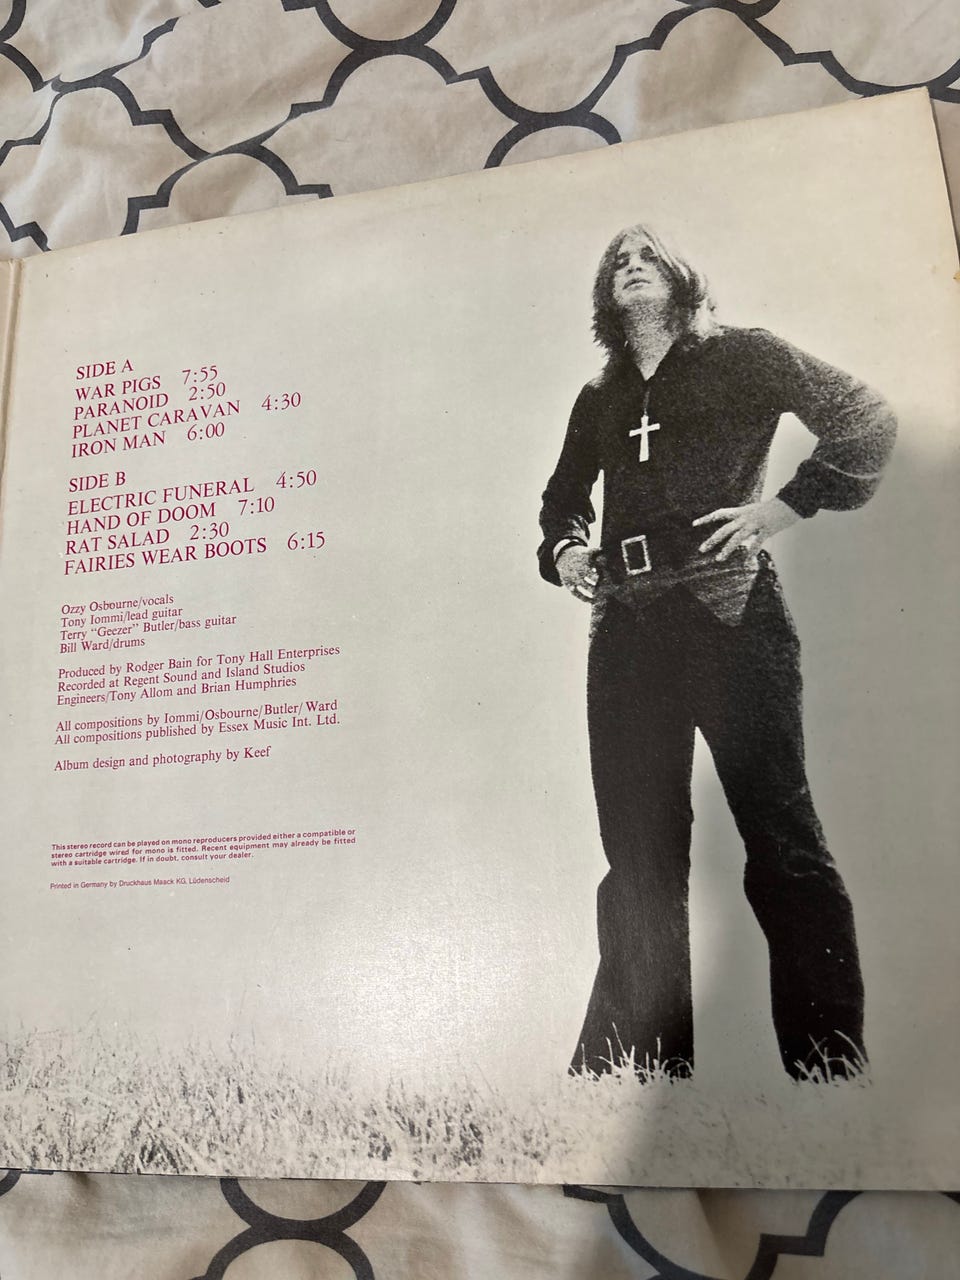 SIDE A
WAR PIGS 7:55
PARANOID 2:50
PLANET CARAVAN 4:30
IRON MAN 6:00
SIDE B
ELECTRIC FUNERAL 4:50
HAND OF DOOM 7:10
RAT SALAD 2:30
FAIRIES WEAR BOOTS 6:15
Ozzy Osbourne/vocals
Tony Iommi/lead guitar
Terry "Geezer" Butler/bass guitar
Bill Ward/drums
Produced by Rodger Bain for Tony Hall Enterprises
Recorded at Regent Sound and Island Studios
Engineers/Tony Allom and Brian Humphries
All compositions by Iommi/Osbourne/Butler/Ward
All compositions published by Essex Music Int. Ltd.
Album design and photography by Keef
This stereo record can be played on mono reproducers provided either a compatible or
stereo cartridge wired for mono is fitted. Recent equipment may already be fitted
with a suitable cartridge. If in doubt, consult your dealer.
Printed in Germany by Druckhaus Maack KG, Lüdenscheid